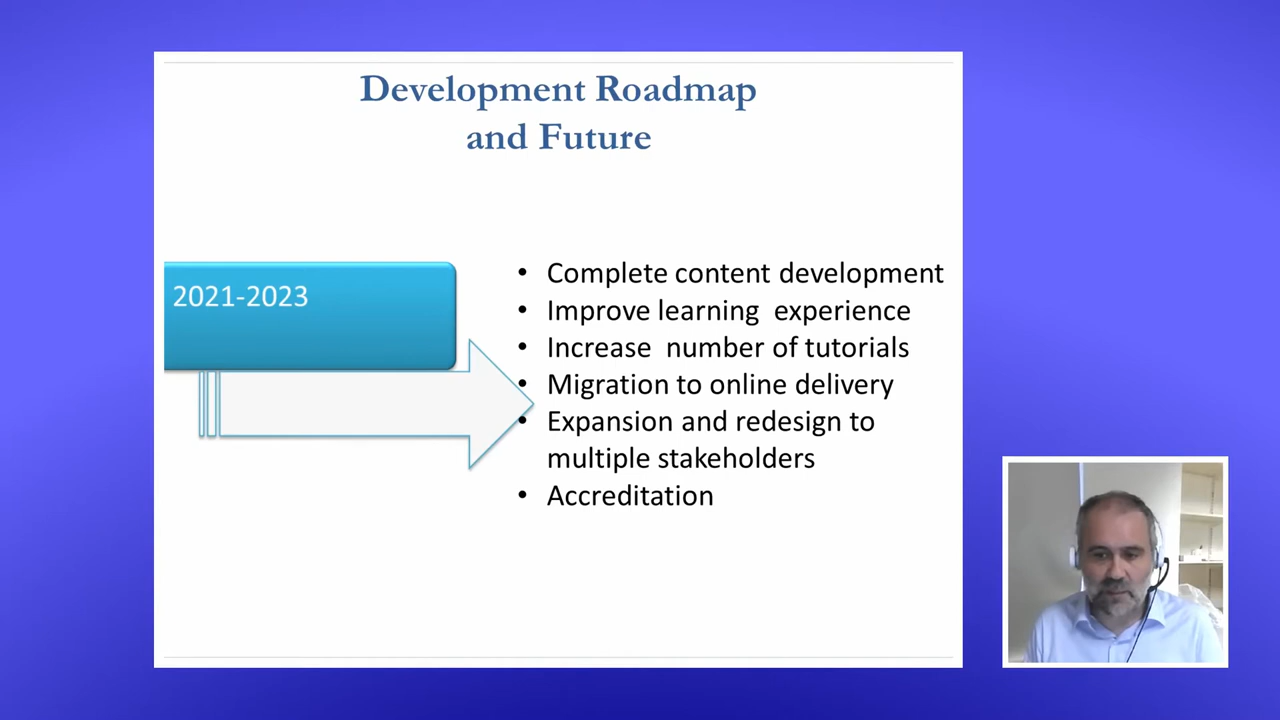 Development Roadmap
and Future
2021-2023
• Complete content development
• Improve learning  experience
• Increase  number of tutorials
• Migration to online delivery
• Expansion and redesign to
multiple stakeholders
• Accreditation